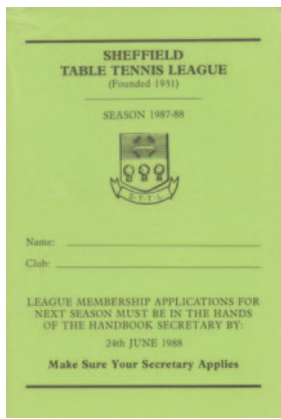 SHEFFIELD
TABLE TENNIS LEAGUE
(Founded 1931)
SEASON 1987-88
S.T.T.L.
Name:
Club:
LEAGUE MEMBERSHIP APPLICATIONS FOR
NEXT SEASON MUST BE IN THE HANDS
OF THE HANDBOOK SECRETARY BY:
24th JUNE 1988
Make Sure Your Secretary Applies